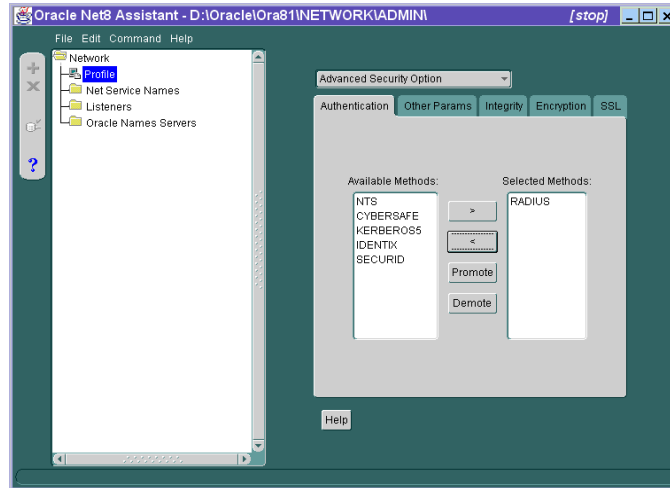 Oracle Net8 Assistant - D:\Oracle\Ora81\NETWORK\ADMIN\ [stop]
File Edit Command Help
Network
Profile
Net Service Names
Listeners
Oracle Names Servers
?
Advanced Security Option
Authentication Other Params Integrity Encryption SSL
Available Methods: Selected Methods:
NTS RADIUS
CYBERSAFE >
KERBEROS5
IDENTIX <
SECURID
Promote
Demote
Help